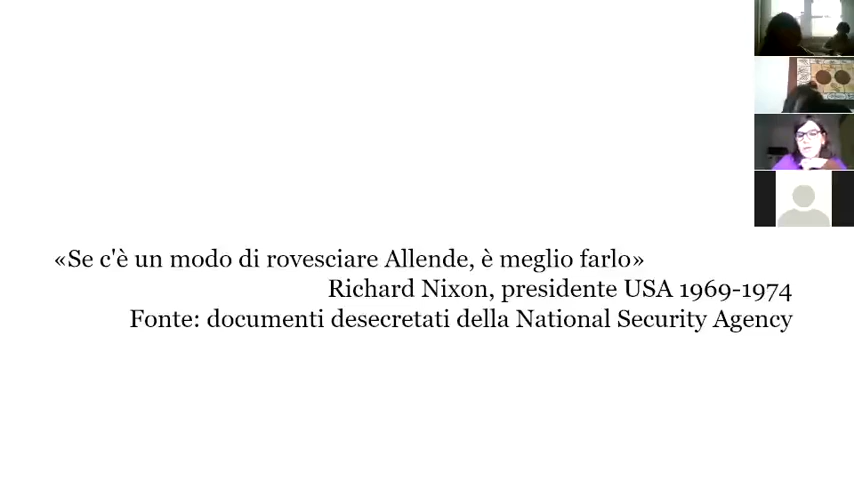 «Se c'è un modo di rovesciare Allende, è meglio farlo»
Richard Nixon, presidente USA 1969-1974
Fonte: documenti desecretati della National Security Agency